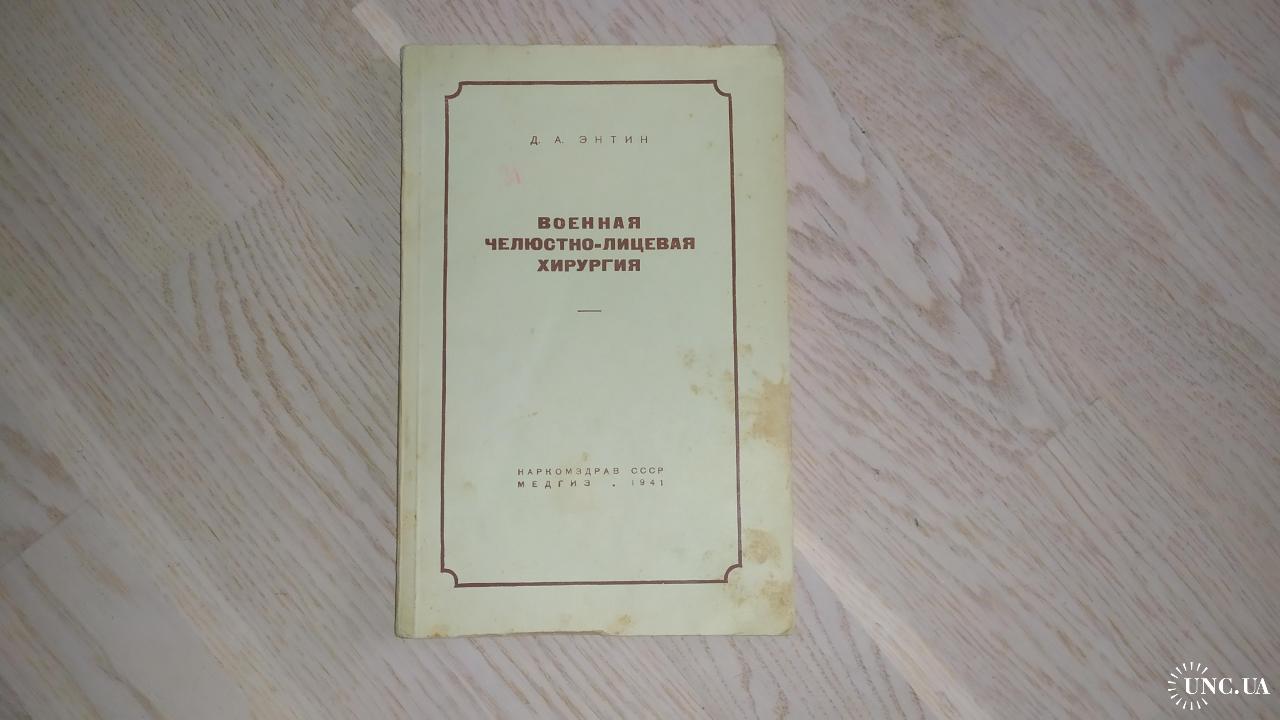 Д. А. ЭНТИН
ВОЕННАЯ
ЧЕЛЮСТНО-ЛИЦЕВАЯ
ХИРУРГИЯ
НАРКОМЗДРАВ СССР
МЕДГИЗ . 1941
UNC.UA